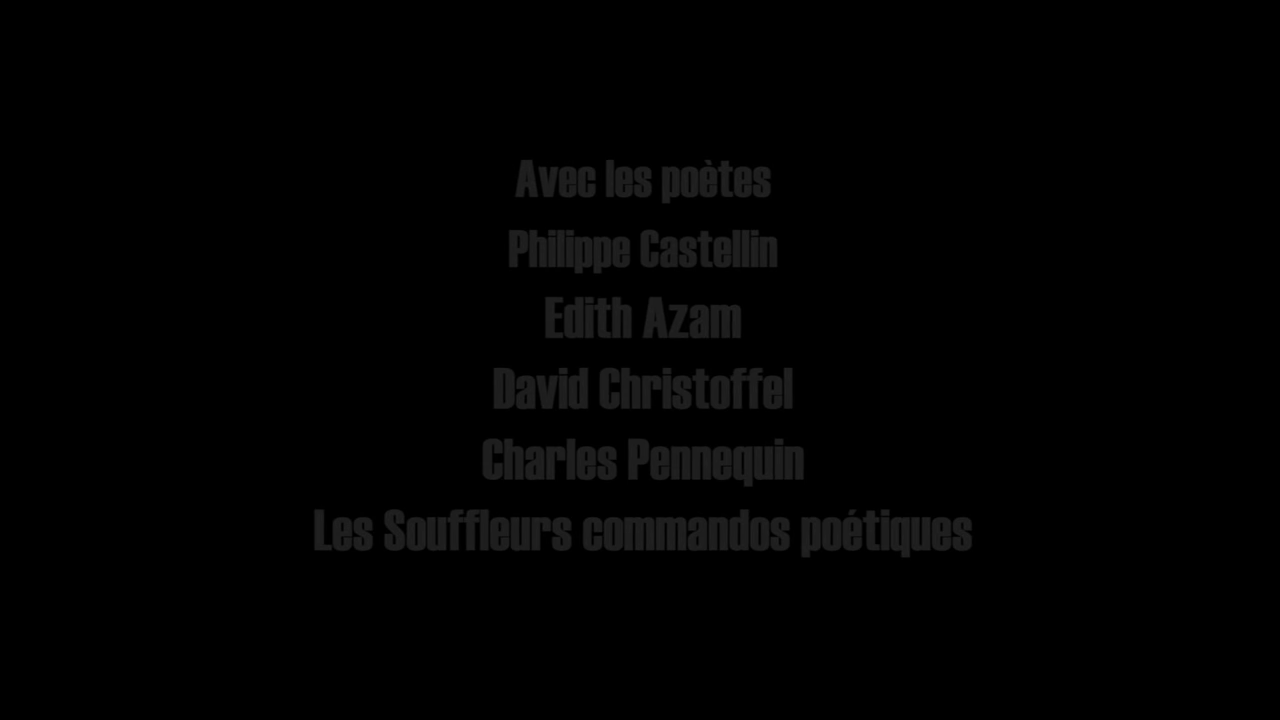 Avec les poètes
Philippe Castellin
Edith Azam
David Christoffel
Charles Pennequin
Les Souffleurs commandos poétiques